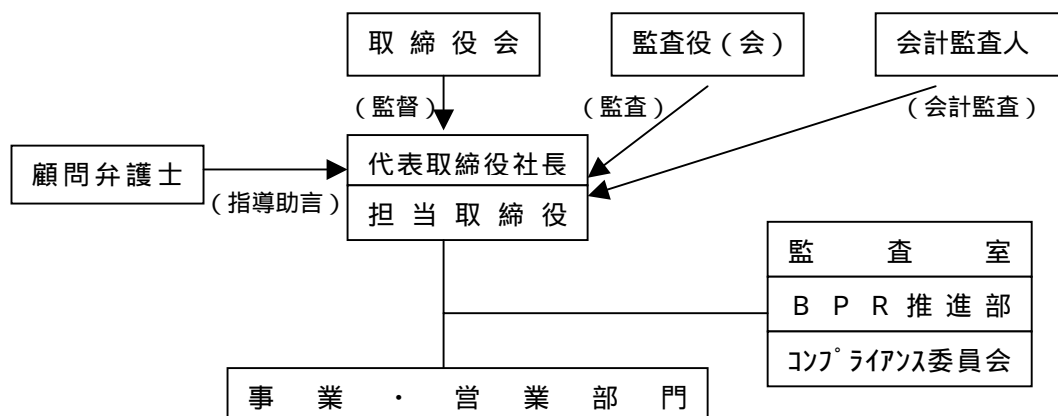 取締役会
監査役(会)
会計監査人
(監督)
(監査)
(会計監査)
顧問弁護士
(指導助言)
代表取締役社長
担当取締役
監査室
BPR推進部
コンプライアンス委員会
事業・営業部門